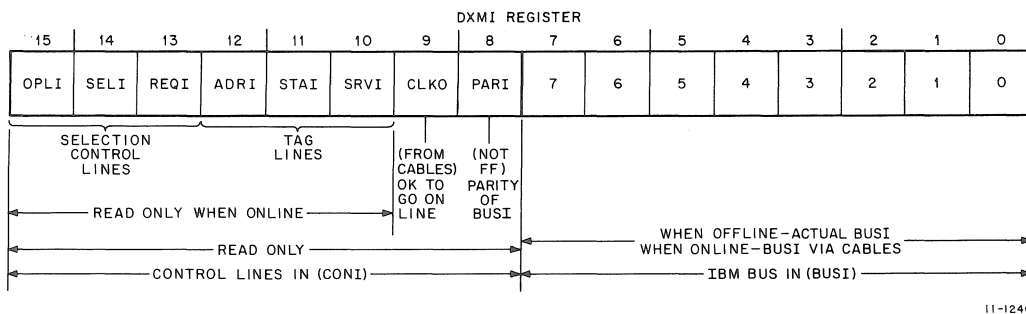 DXMI REGISTER
15 14 13 12 11 10 9 8 7 6 5 4 3 2 1 0
OPLI SELI REQI ADRI STAI SRVI CLKO PARI 7 6 5 4 3 2 1 0
SELECTION
CONTROL
LINES
TAG
LINES
(FROM
CABLES)
OK TO
GO ON
LINE
(NOT
FF)
PARITY
OF
BUSI
READ ONLY WHEN ONLINE
READ ONLY
WHEN OFFLINE-ACTUAL BUSI
WHEN ONLINE-BUSI VIA CABLES
CONTROL LINES IN (CONI)
IBM BUS IN (BUSI)